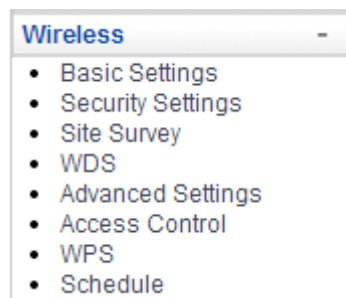 Wireless -
Basic Settings
Security Settings
Site Survey
WDS
Advanced Settings
Access Control
WPS
Schedule